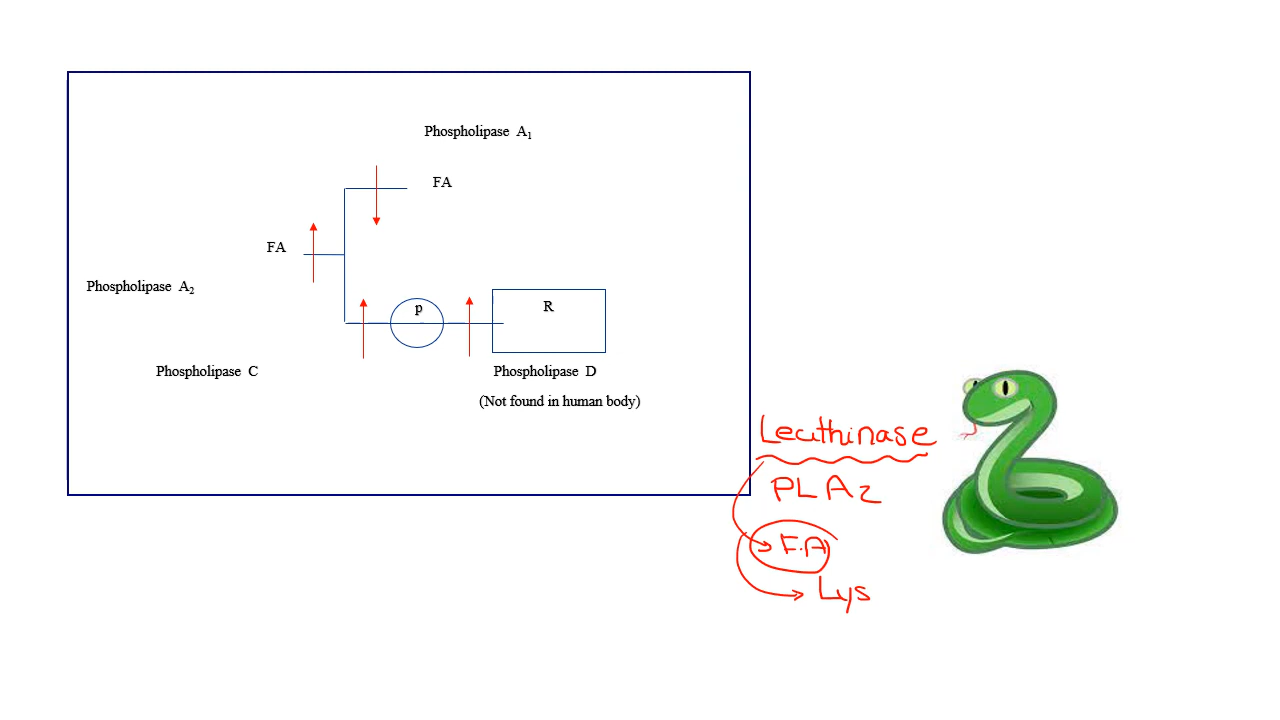 Phospholipase A₁
FA
FA
Phospholipase A₂
p
R
Phospholipase C
Phospholipase D
(Not found in human body)
Lecithinase
PLA2
F.A
Lys